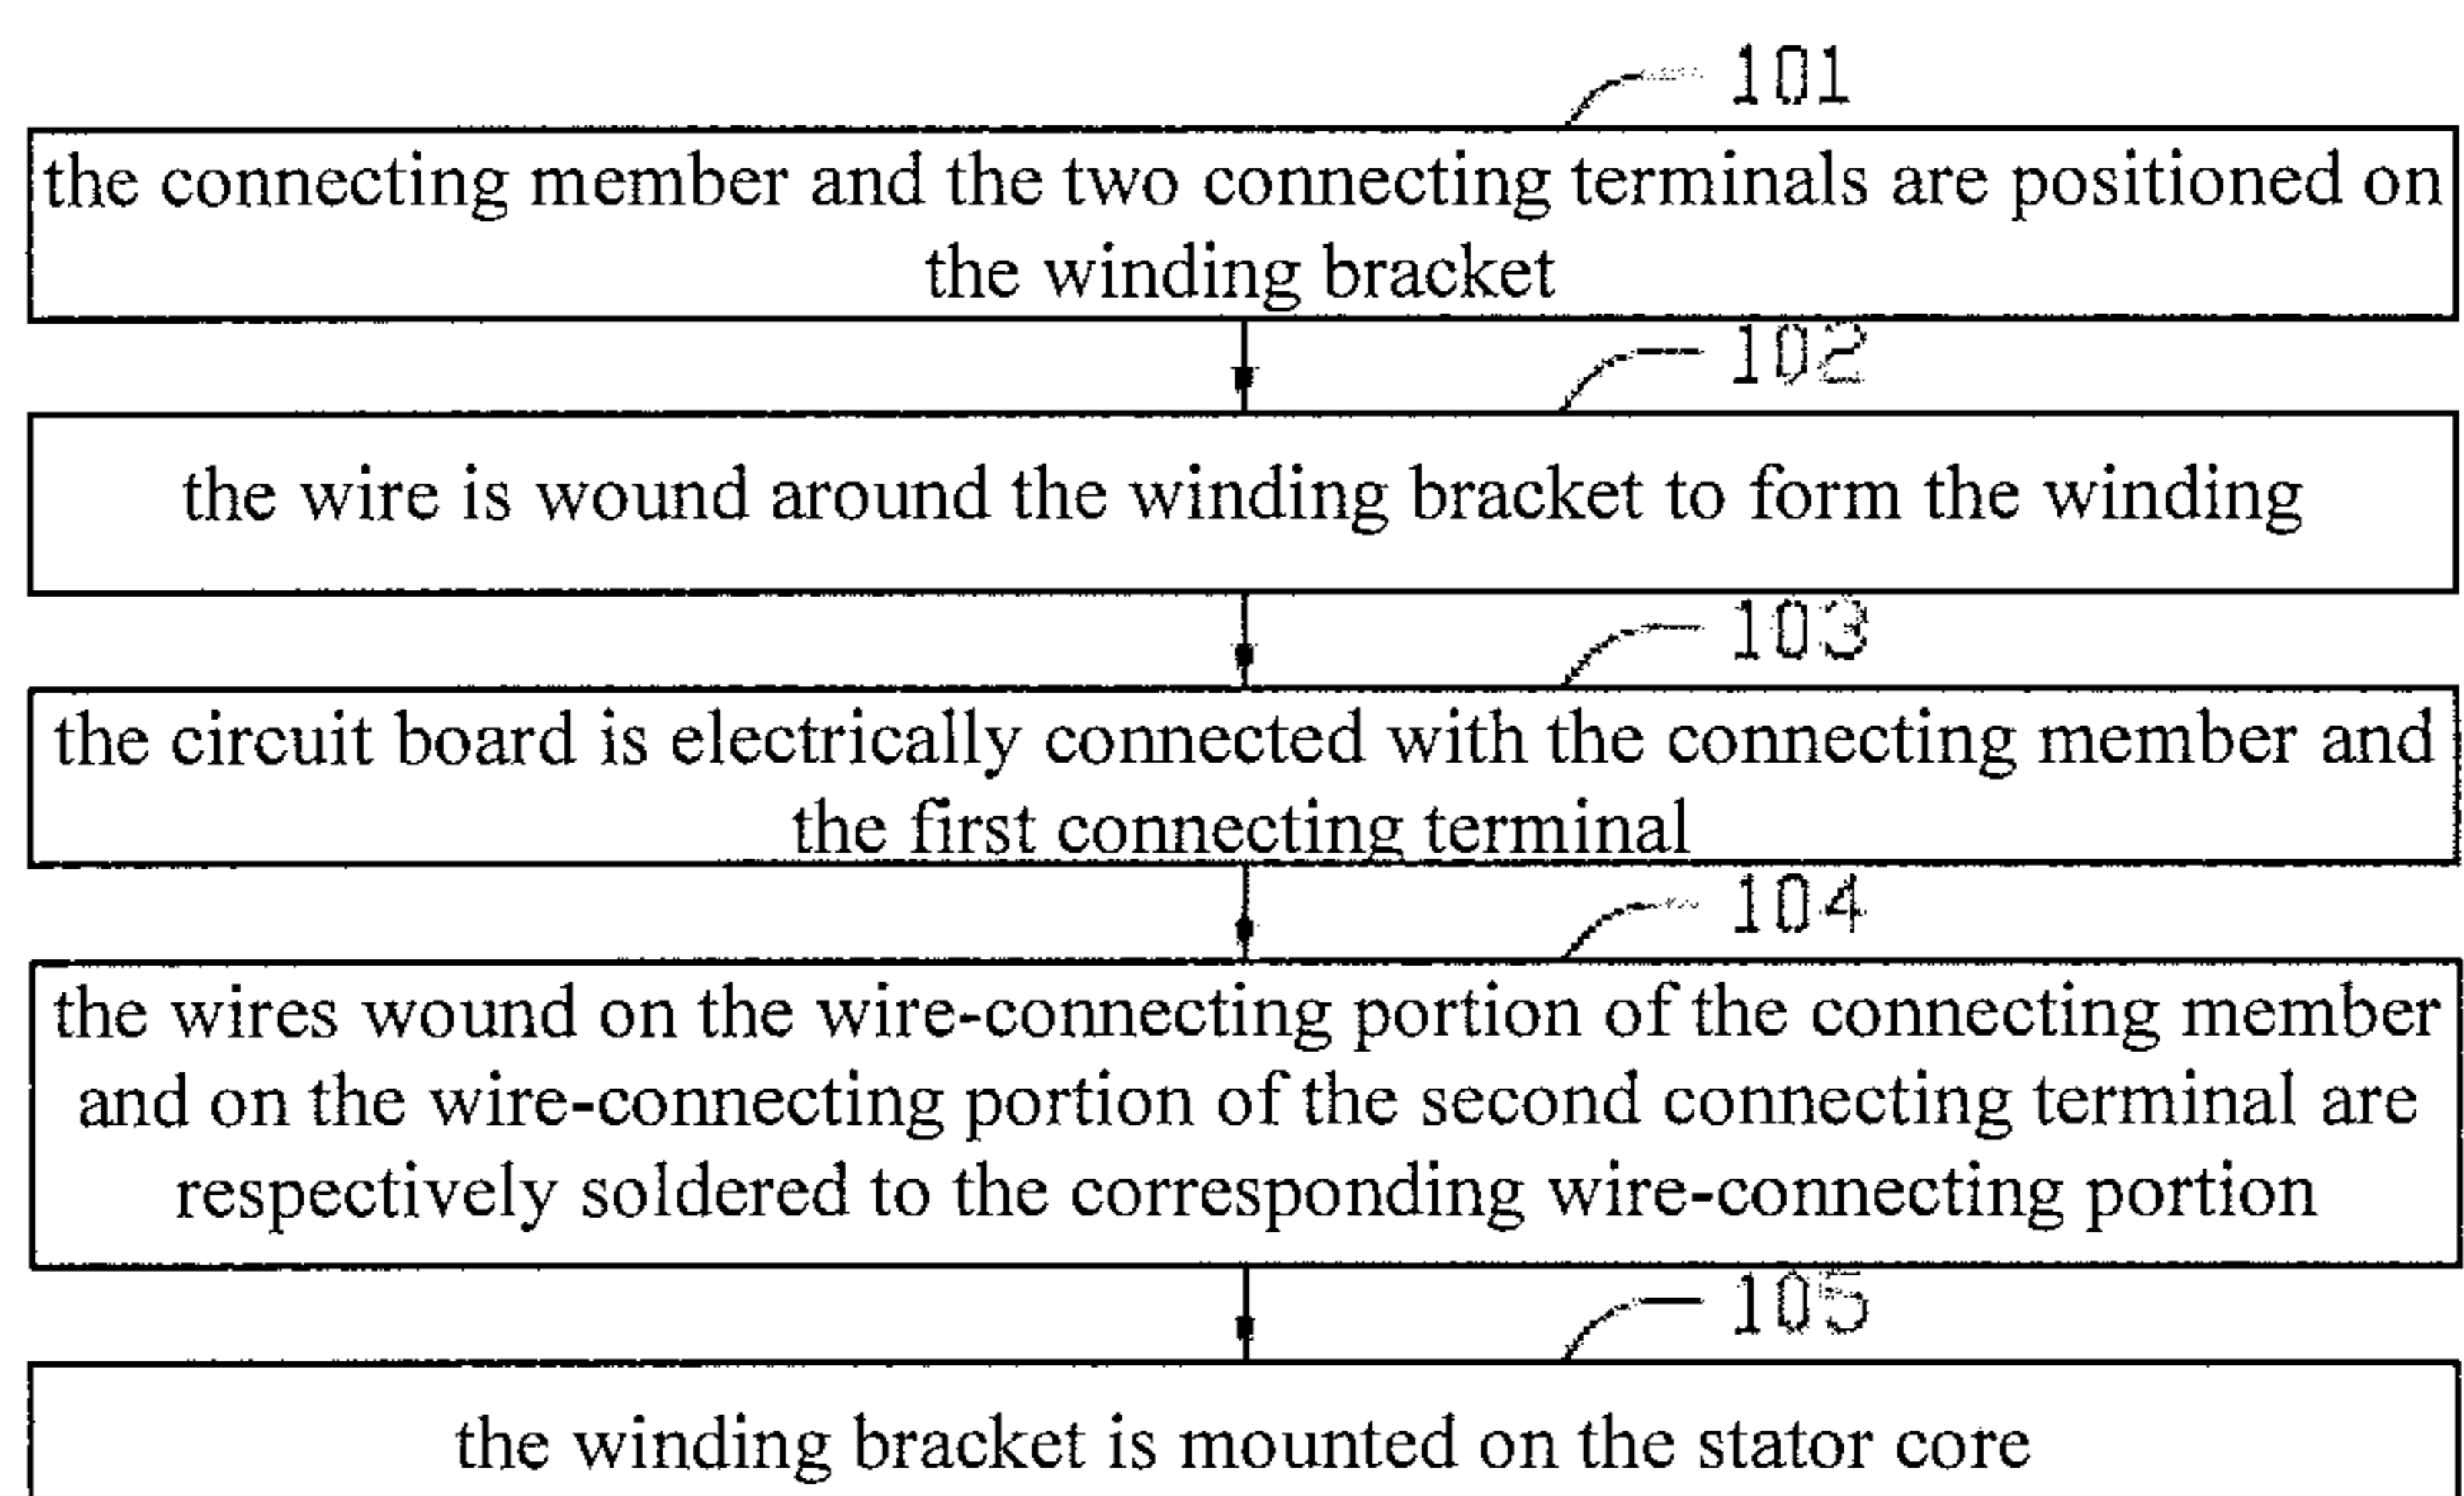 101
the connecting member and the two connecting terminals are positioned on
the winding bracket
102
the wire is wound around the winding bracket to form the winding
103
the circuit board is electrically connected with the connecting member and
the first connecting terminal
104
the wires wound on the wire-connecting portion of the connecting member
and on the wire-connecting portion of the second connecting terminal are
respectively soldered to the corresponding wire-connecting portion
105
the winding bracket is mounted on the stator core